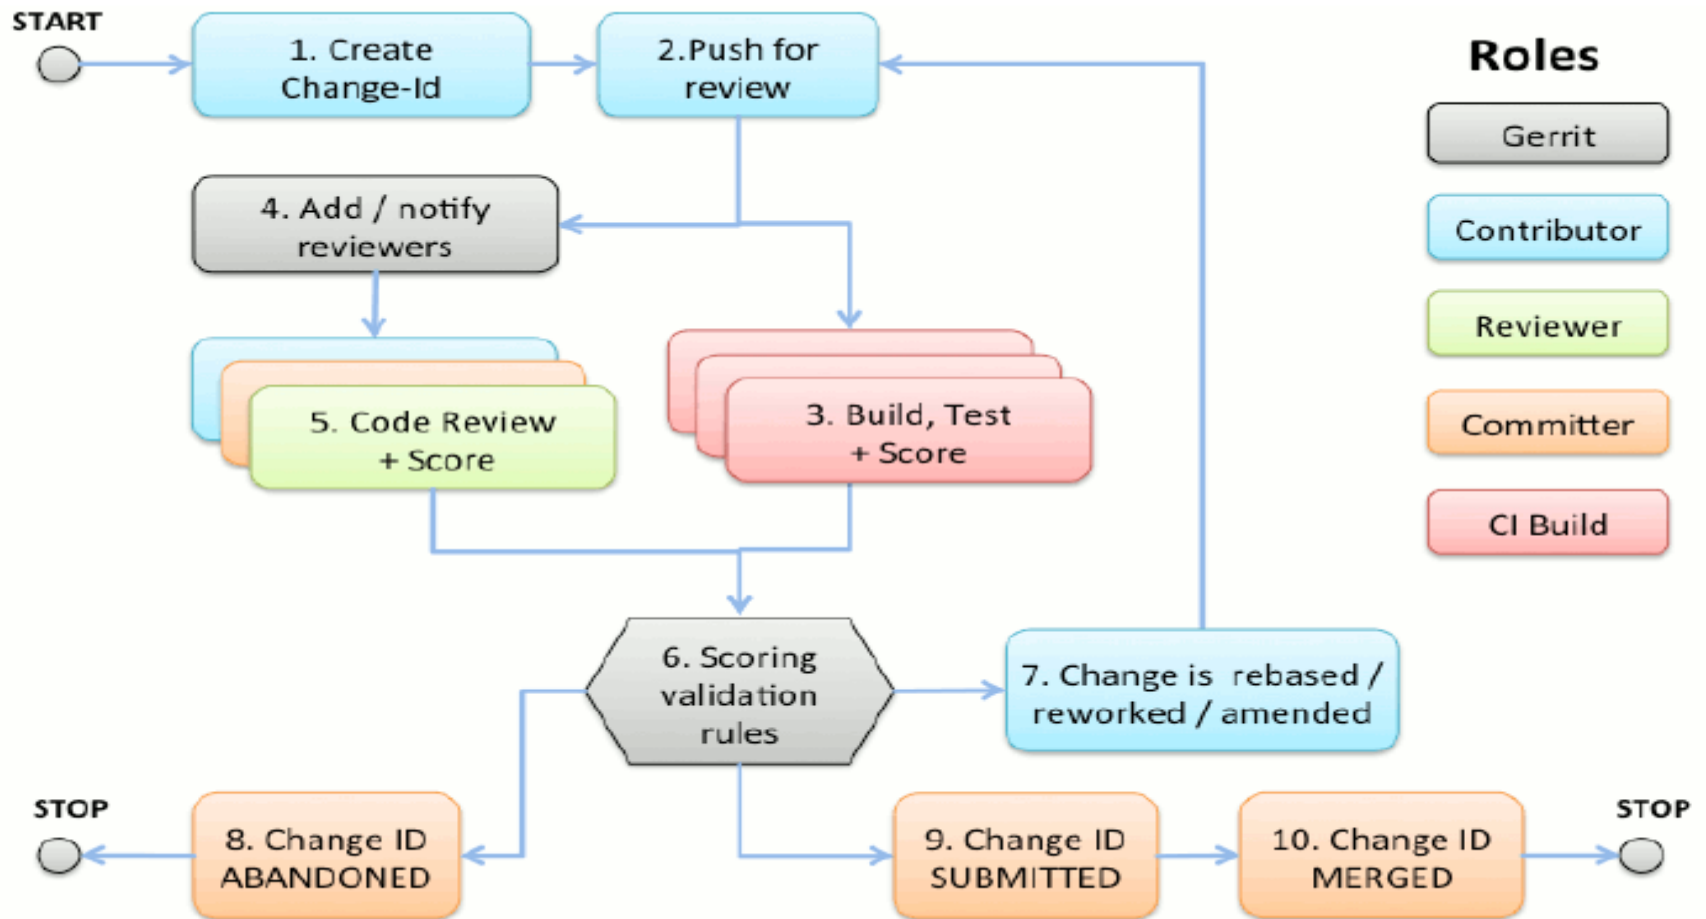 START
1. Create
Change-Id
2.Push for
review
Roles
Gerrit
4. Add / notify
reviewers
Contributor
Reviewer
5. Code Review
+ Score
3. Build, Test
+ Score
Committer
CI Build
6. Scoring
validation
rules
7. Change is rebased /
reworked / amended
STOP
8. Change ID
ABANDONED
9. Change ID
SUBMITTED
10. Change ID
MERGED
STOP